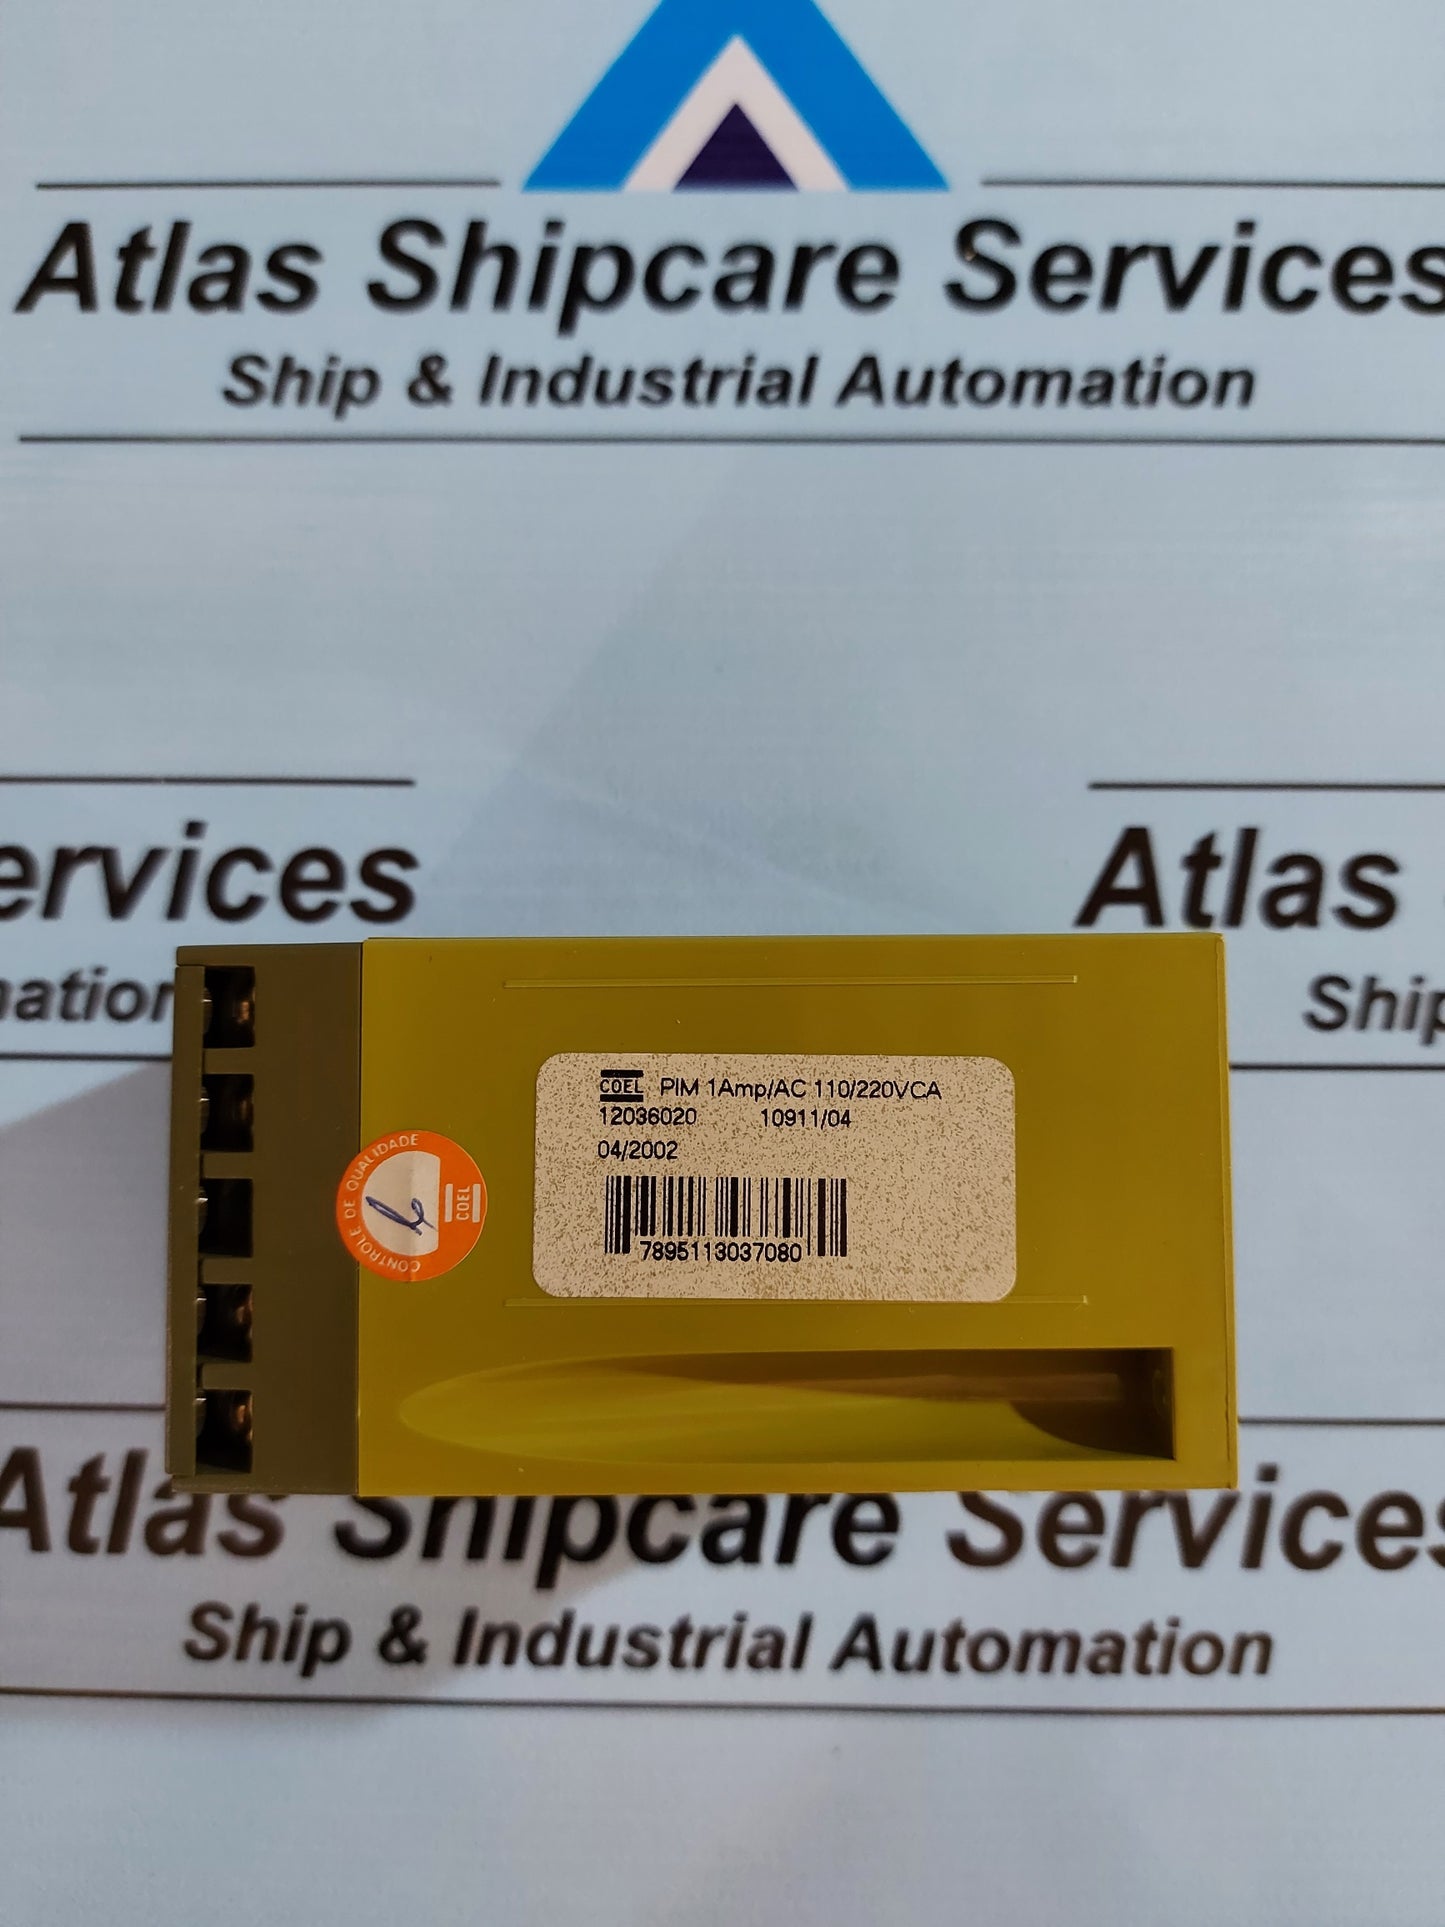 Atlas Shipcare Services
Ship & Industrial Automation
ervices
Atlas
nation
Ship
COEL PIM 1Amp/AC 110/220VCA
12036020 10911/04
04/2002
7895113037080
CONTROLE DE QUALIDADE
COEL
Atlas Shipcare Services
Ship & Industrial Automation